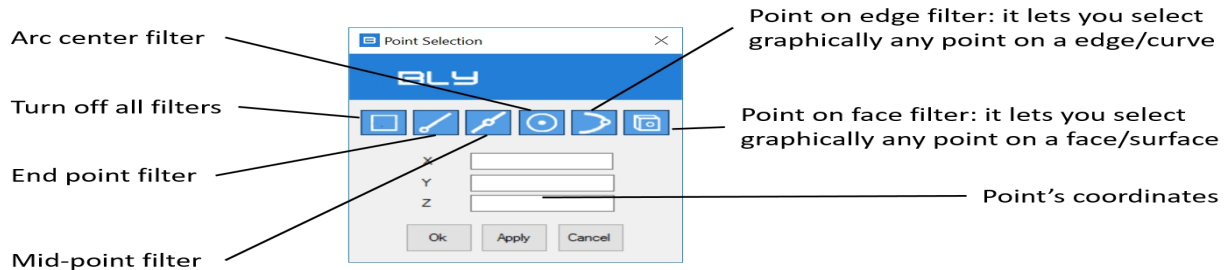 Arc center filter
Turn off all filters
End point filter
Mid-point filter
Point Selection
BLY
X
Y
Z
Ok
Apply
Cancel
Point on edge filter: it lets you select
graphically any point on a edge/curve
Point on face filter: it lets you select
graphically any point on a face/surface
Point's coordinates